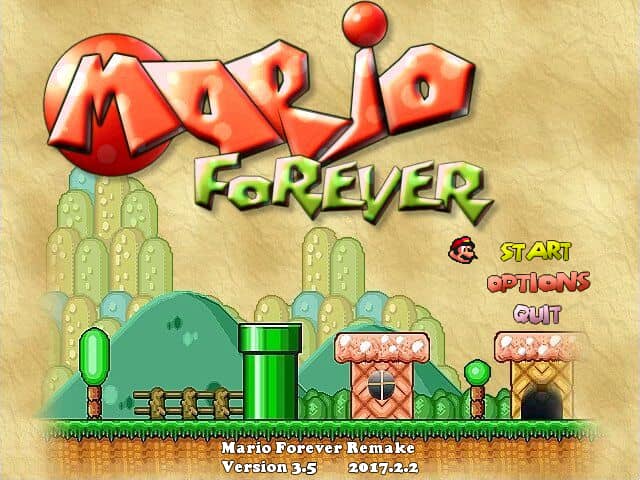 MARIO
FOREVER
START
OPTIONS
QUIT
Mario Forever Remake
Version 3.5 2017.2.2